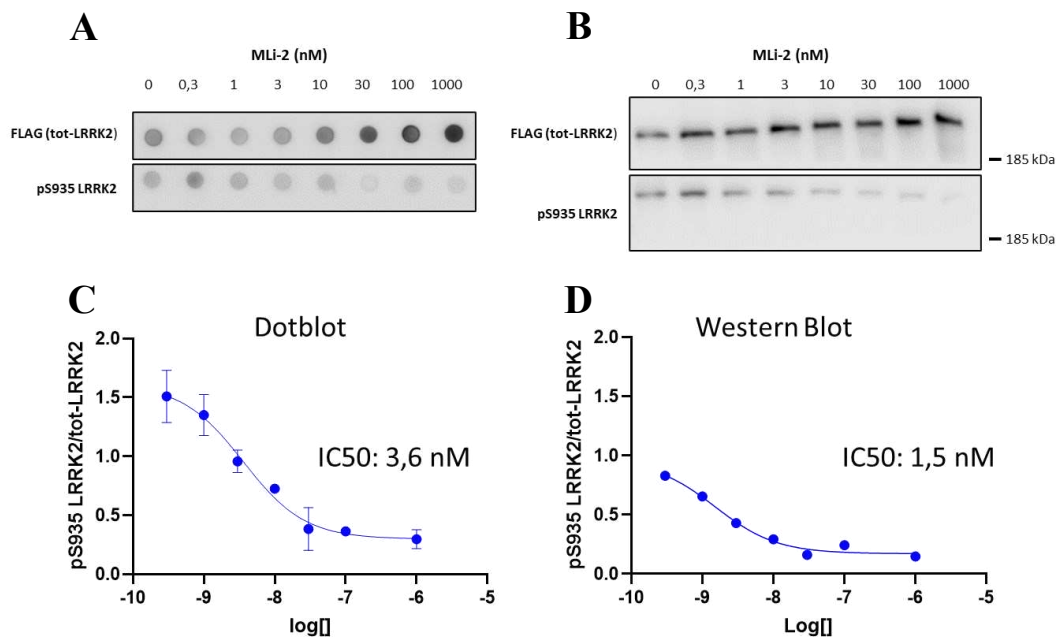 A
MLi-2 (nM)
0 0,3 1 3 10 30 100 1000
FLAG (tot-LRRK2)
pS935 LRRK2
B
MLi-2 (nM)
0 0,3 1 3 10 30 100 1000
FLAG (tot-LRRK2)
185 kDa
pS935 LRRK2
185 kDa
C
Dotblot
pS935 LRRK2/tot-LRRK2
2.0
1.5
1.0
0.5
0.0
IC50: 3,6 nM
-10 -9 -8 -7 -6 -5
log[]
D
Western Blot
pS935 LRRK2/tot-LRRK2
2.0
1.5
1.0
0.5
0.0
IC50: 1,5 nM
-10 -9 -8 -7 -6 -5
Log[]